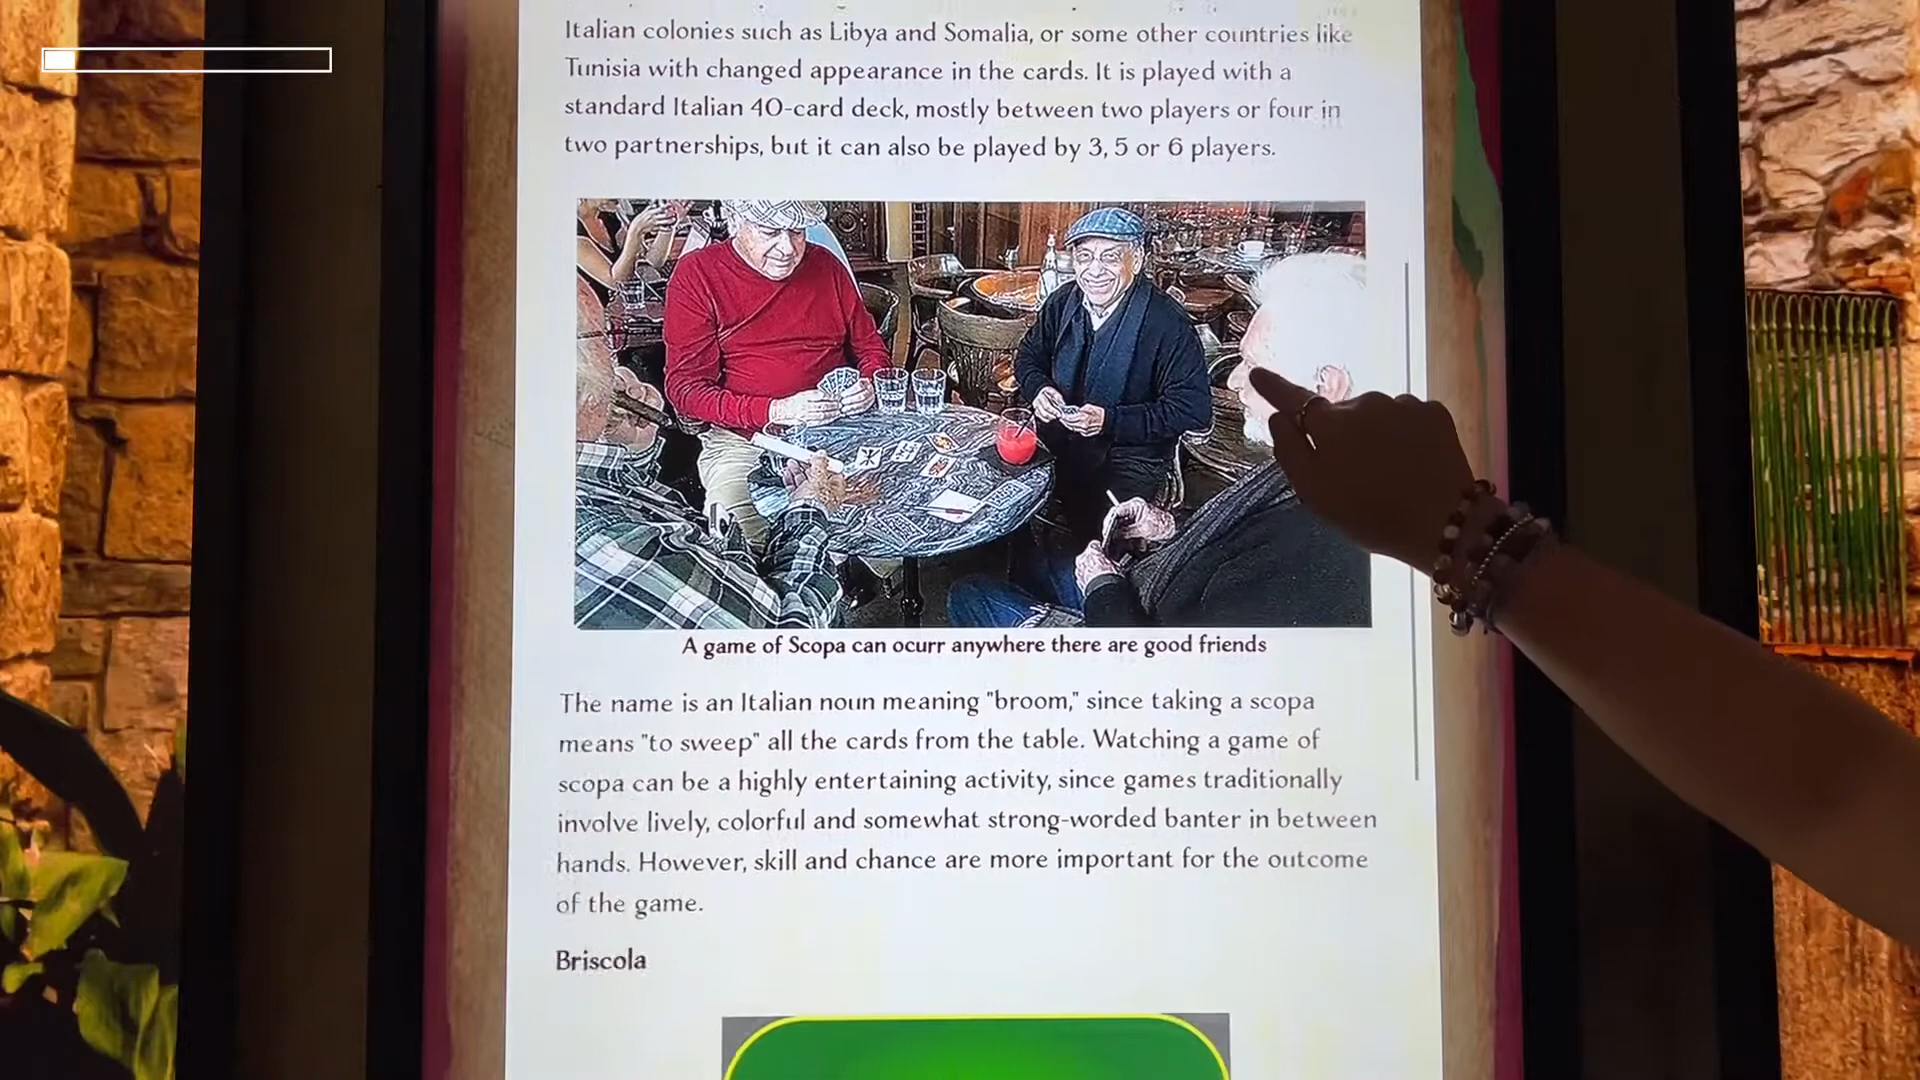 Italian colonies such as Libya and Somalia, or some other countries like
Tunisia with changed appearance in the cards. It is played with a
standard Italian 40-card deck, mostly between two players or four in
two partnerships, but it can also be played by 3, 5 or 6 players.
A game of Scopa can ocurr anywhere there are good friends
The name is an Italian noun meaning "broom," since taking a scopa
means "to sweep" all the cards from the table. Watching a game of
scopa can be a highly entertaining activity, since games traditionally
involve lively, colorful and somewhat strong-worded banter in between
hands. However, skill and chance are more important for the outcome
of the game.
Briscola